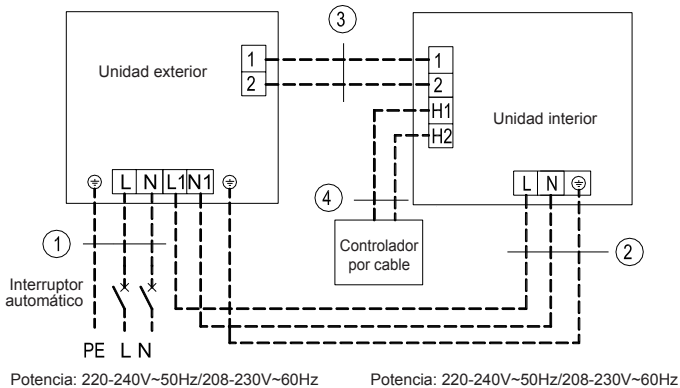 3
Unidad exterior
1
2
1
2
H1
H2
Unidad interior
L N L1 N1
L N
4
1
Controlador
por cable
2
Interruptor
automático
PE L N
Potencia: 220-240V~50Hz/208-230V~60Hz
Potencia: 220-240V~50Hz/208-230V~60Hz